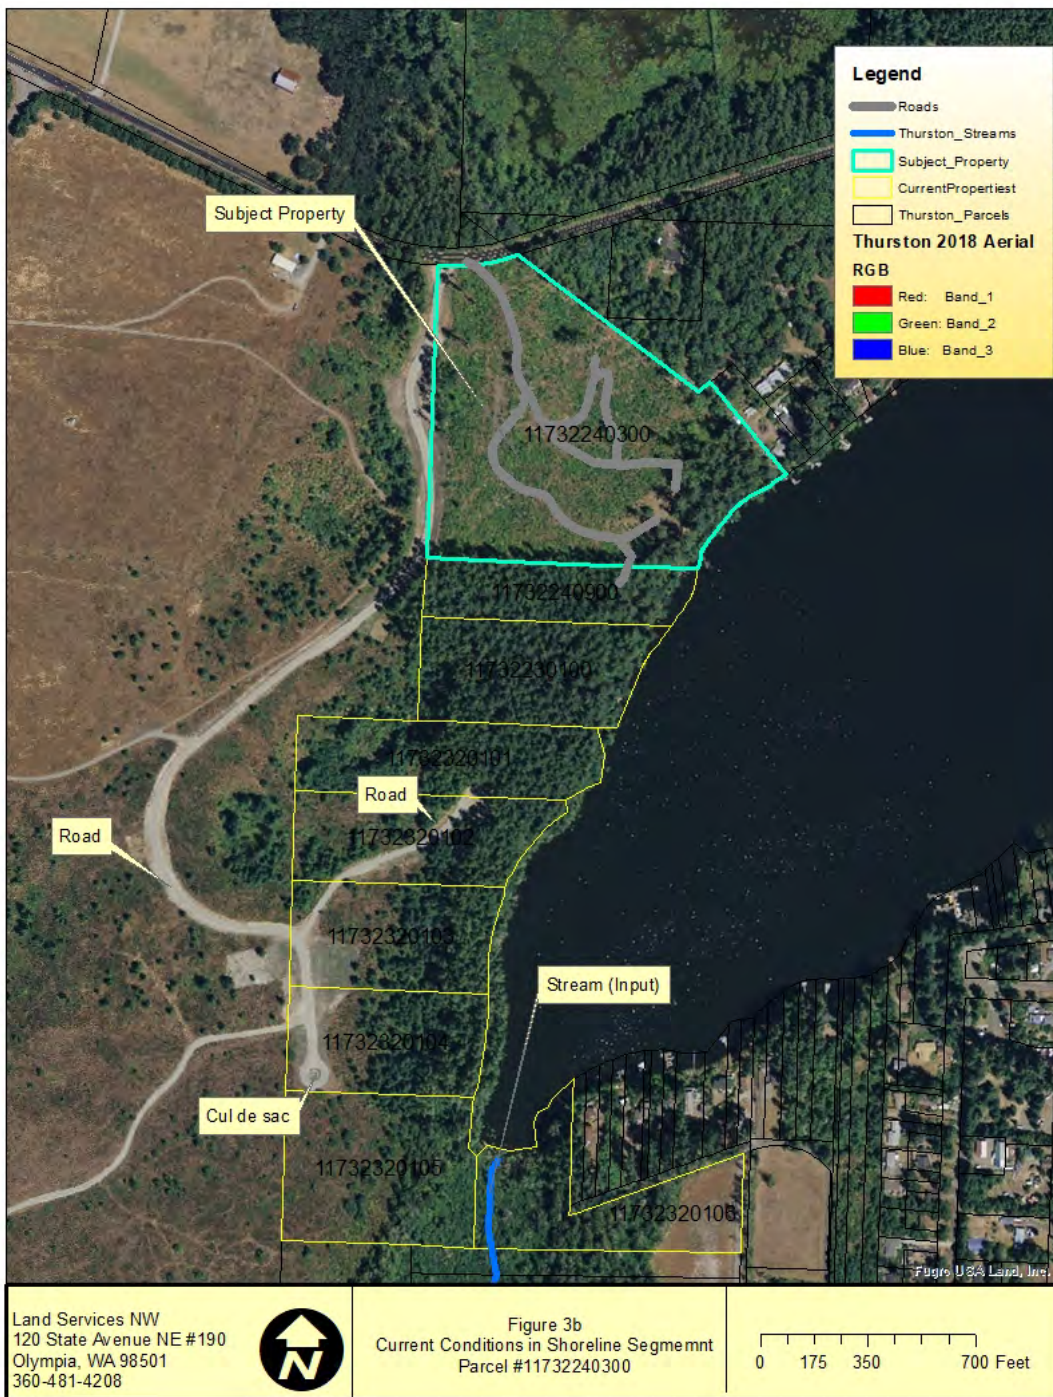 Legend
Roads
Thurston_Streams
Subject_Property
CurrentPropertiest
Thurston_Parcels
Thurston 2018 Aerial
RGB
Red: Band_1
Green: Band_2
Blue: Band_3
Subject Property
11732240300
11732240900
11732230100
11732320101
Road
11732320102
Road
11732320103
Stream (Input)
11732320104
Cul de sac
11732320105
11732320106
Fugro USA Land, Inc.
Land Services NW
120 State Avenue NE #190
Olympia, WA 98501
360-481-4208
N
Figure 3b
Current Conditions in Shoreline Segmemnt
Parcel #11732240300
0 175 350 700 Feet